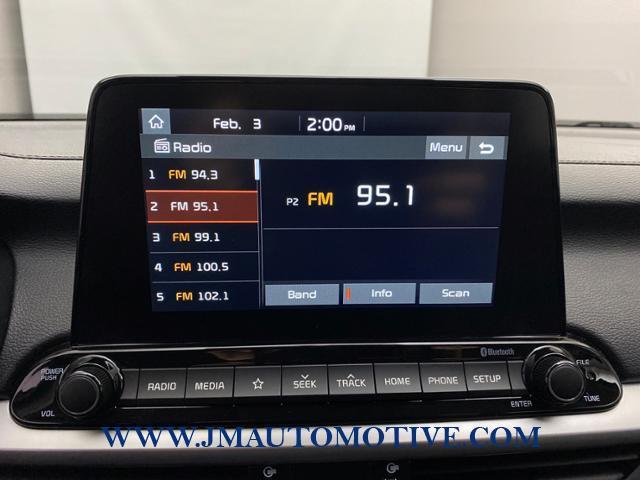 Feb. 3 2:00 PM
Radio Menu
1 FM 94.3
2 FM 95.1
3 FM 99.1
4 FM 100.5
5 FM 102.1
P2 FM 95.1
Band Info Scan
Bluetooth
POWER PUSH
VOL
RADIO MEDIA SEEK TRACK HOME PHONE SETUP
FILE
TUNE
ENTER
WWW.JMAUTOMOTIVE.COM